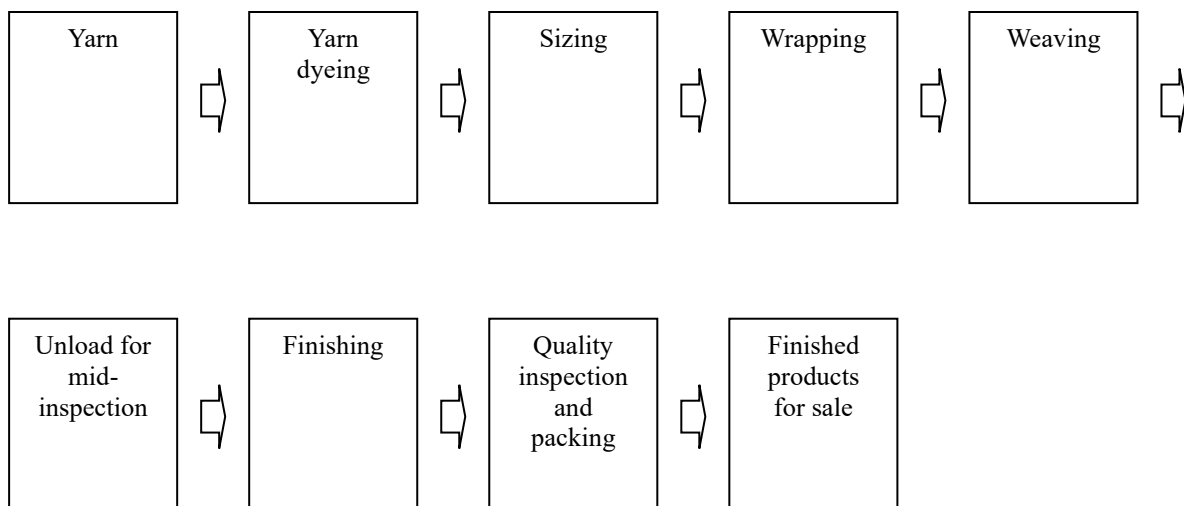 Yarn
Yarn
dyeing
Sizing
Wrapping
Weaving
Unload for
mid-
inspection
Finishing
Quality
inspection
and
packing
Finished
products
for sale